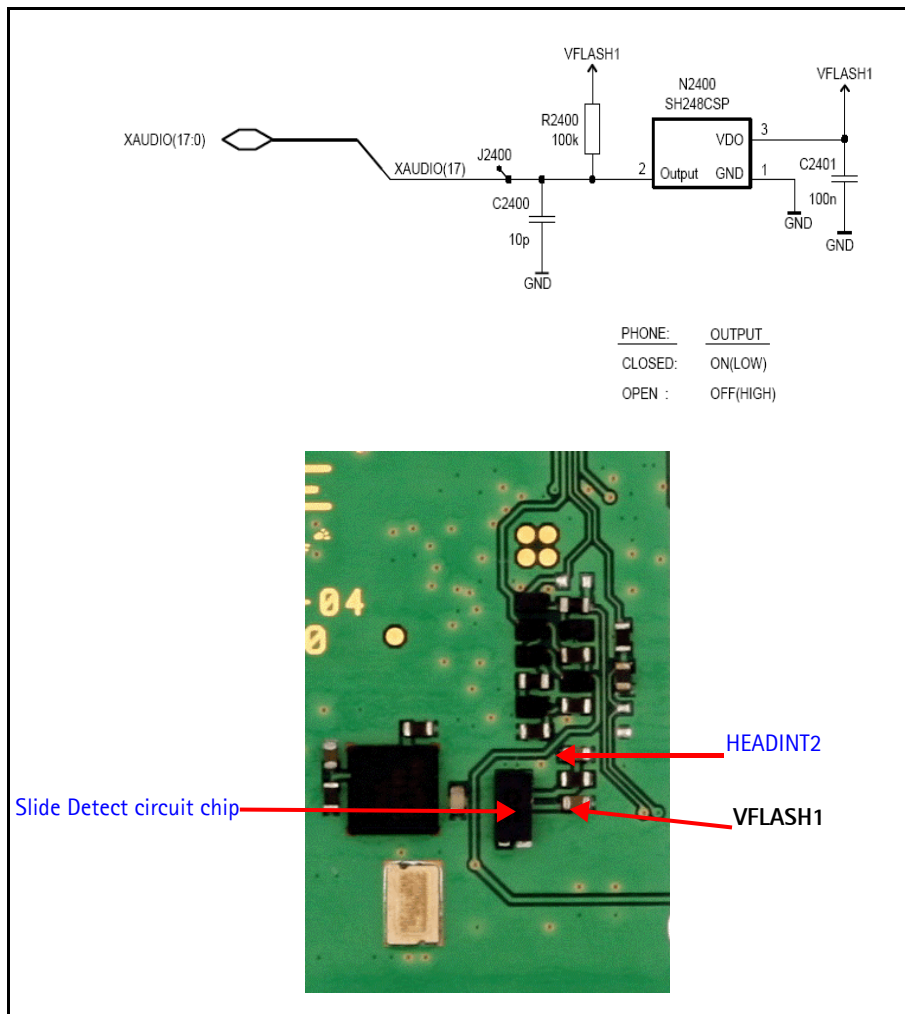 VFLASH1
N2400
SH248CSP
VFLASH1
R2400
100k
XAUDIO(17:0)
XAUDIO(17)
J2400
2 Output
VDO 3
GND 1
C2400
10p
C2401
100n
GND
GND
GND
PHONE: OUTPUT
CLOSED: ON(LOW)
OPEN : OFF(HIGH)
-04
0
HEADINT2
Slide Detect circuit chip
VFLASH1